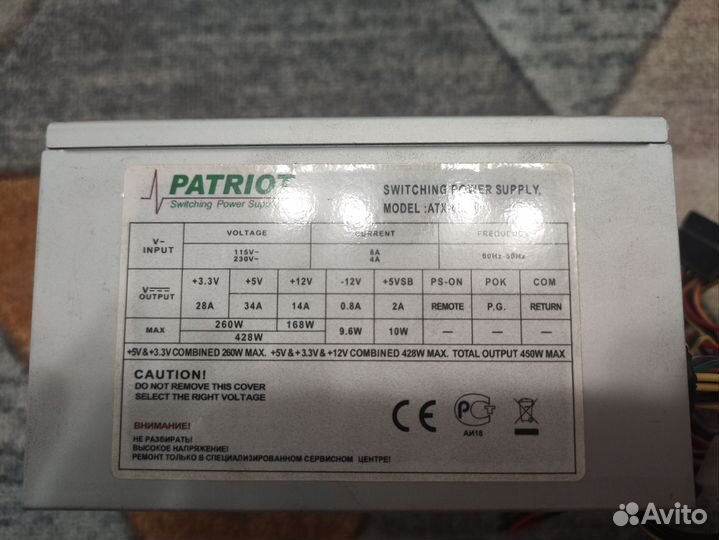 PATRIOT
Switching Power Supply
SWITCHING POWER SUPPLY.
MODEL :ATX-
V~ INPUT VOLTAGE CURRENT FREQUENCY
115V~ 230V~ 8A 4A 60Hz-50Hz
V OUTPUT +3.3V +5V +12V -12V +5VSB PS-ON POK COM
28A 34A 14A 0.8A 2A REMOTE P.G. RETURN
MAX 260W 168W 9.6W 10W — — —
428W
+5V &+3.3V COMBINED 260W MAX. +5V &+3.3V &+12V COMBINED 428W MAX. TOTAL OUTPUT 450W MAX
CAUTION!
DO NOT REMOVE THIS COVER
SELECT THE RIGHT VOLTAGE
CE
АИ16
ВНИМАНИЕ!
НЕ РАЗБИРАТЬ!
ВЫСОКОЕ НАПРЯЖЕНИЕ!
РЕМОНТ ТОЛЬКО В СПЕЦИАЛИЗИРОВАННОМ СЕРВИСНОМ ЦЕНТРЕ!
Avito